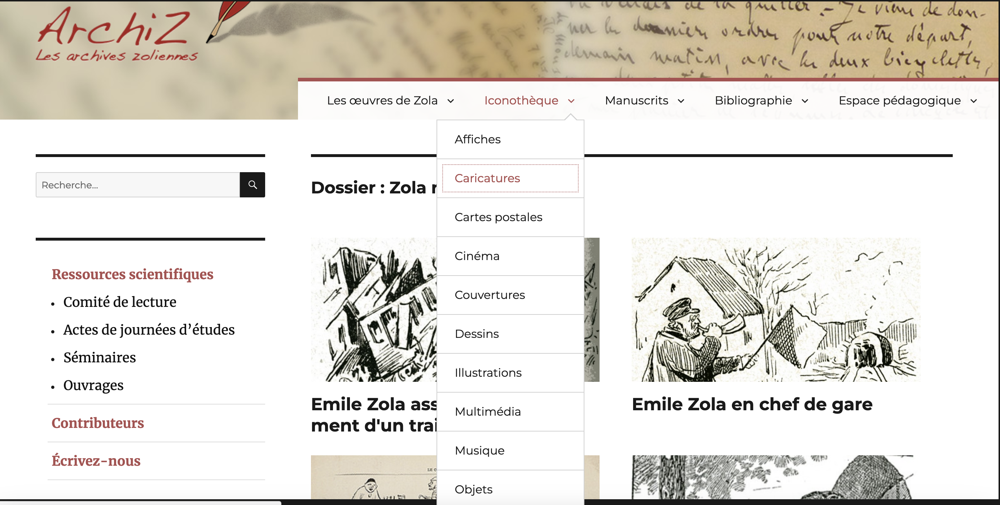 ArchiZ
Les archives zoliennes
de la quitter . - Je viens de don-
ner le dernier ordre pour notre départ,
demain matin, avec les deux bicyclettes,
Les œuvres de Zola
Iconothèque
Manuscrits
Bibliographie
Espace pédagogique
Affiches
Caricatures
Cartes postales
Cinéma
Couvertures
Dessins
Illustrations
Multimédia
Musique
Objets
Recherche...
Ressources scientifiques
• Comité de lecture
• Actes de journées d’études
• Séminaires
• Ouvrages
Contributeurs
Écrivez-nous
Dossier : Zola
Emile Zola ass
ment d'un trai
Emile Zola en chef de gare